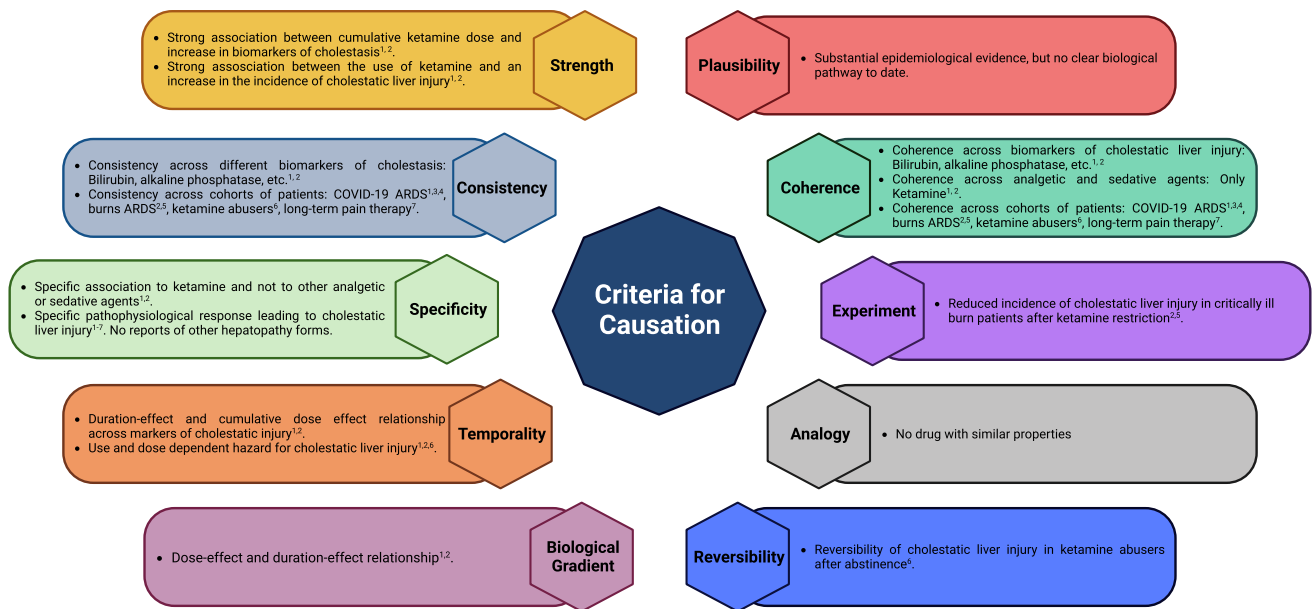 Strength
• Strong association between cumulative ketamine dose and
increase in biomarkers of cholestasis1, 2.
• Strong assosciation between the use of ketamine and an
increase in the incidence of cholestatic liver injury1, 2.
Plausibility
• Substantial epidemiological evidence, but no clear biological
pathway to date.
Consistency
• Consistency across different biomarkers of cholestasis:
Bilirubin, alkaline phosphatase, etc.1, 2
• Consistency across cohorts of patients: COVID-19 ARDS1,3,4,
burns ARDS2,5, ketamine abusers6, long-term pain therapy7.
Coherence
• Coherence across biomarkers of cholestatic liver injury:
Bilirubin, alkaline phosphatase, etc.1, 2
• Coherence across analgetic and sedative agents: Only
Ketamine1, 2.
• Coherence across cohorts of patients: COVID-19 ARDS1,3,4,
burns ARDS2,5, ketamine abusers6, long-term pain therapy7.
Criteria for
Causation
Specificity
• Specific association to ketamine and not to other analgetic
or sedative agents1,2.
• Specific pathophysiological response leading to cholestatic
liver injury1-7. No reports of other hepatopathy forms.
Experiment
• Reduced incidence of cholestatic liver injury in critically ill
burn patients after ketamine restriction2,5.
Temporality
• Duration-effect and cumulative dose effect relationship
across markers of cholestatic injury1,2.
• Use and dose dependent hazard for cholestatic liver injury1,2,6.
Analogy
• No drug with similar properties
Biological
Gradient
• Dose-effect and duration-effect relationship1,2.
Reversibility
• Reversibility of cholestatic liver injury in ketamine abusers
after abstinence6.